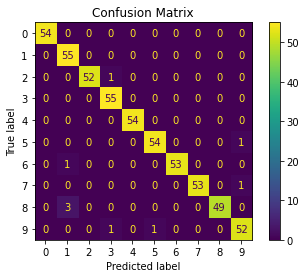 Confusion Matrix
0 54 0 0 0 0 0 0 0 0 0
1 0 55 0 0 0 0 0 0 0 0
2 0 0 52 1 0 0 0 0 0 0
3 0 0 0 55 0 0 0 0 0 0
4 0 0 0 0 54 0 0 0 0 0
5 0 0 0 0 0 54 0 0 0 1
6 0 1 0 0 0 0 53 0 0 0
7 0 0 0 0 0 0 0 53 0 1
8 0 3 0 0 0 0 0 0 49 0
9 0 0 0 1 0 1 0 0 0 52
0 1 2 3 4 5 6 7 8 9
Predicted label
True label
50
40
30
20
10
0